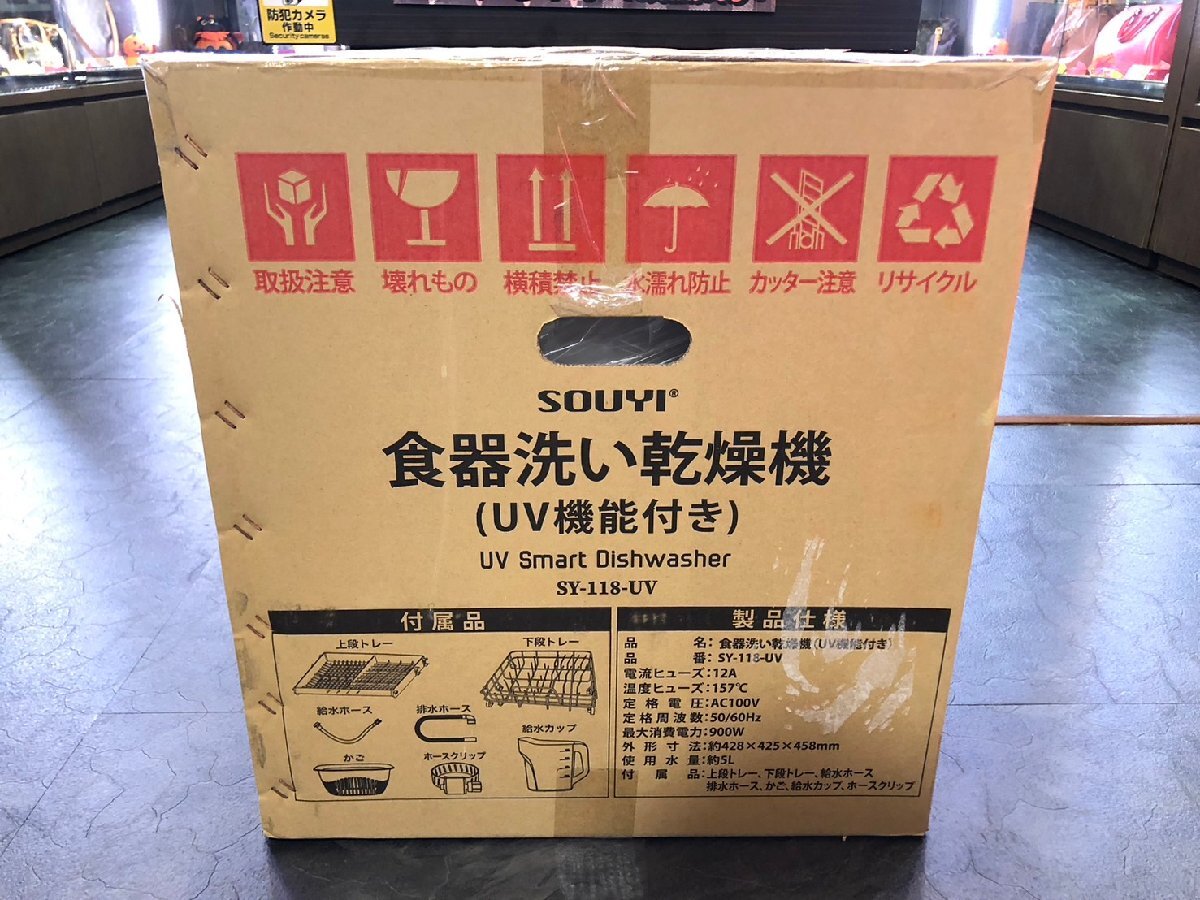 防犯カメラ
作動中
Security cameras
取扱注意 壊れもの 横積禁止 水濡れ防止 カッター注意 リサイクル
SOUYI®
食器洗い乾燥機
(UV機能付き)
UV Smart Dishwasher
SY-118-UV
付属品
上段トレー 下段トレー
給水ホース 排水ホース 給水カップ
かご ホースクリップ
製品仕様
品名:食器洗い乾燥機(UV機能付き)
品番:SY-118-UV
電流ヒューズ:12A
温度ヒューズ:157℃
定格電圧:AC100V
定格周波数:50/60Hz
最大消費電力:900W
外形寸法:約428×425×458mm
使用水量:約5L
付属品:上段トレー、下段トレー、給水ホース
排水ホース、かご、給水カップ、ホースクリップ